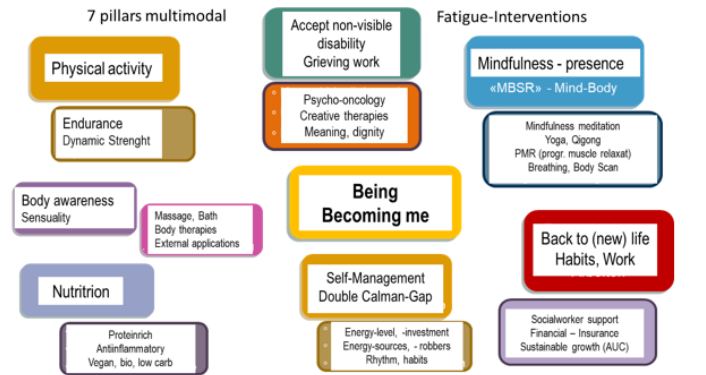 7 pillars multimodal
Fatigue-Interventions
Physical activity
Endurance
Dynamic Strenght
Accept non-visible
disability
Grieving work
Psycho-oncology
Creative therapies
Meaning, dignity
Mindfulness - presence
«MBSR» - Mind-Body
Mindfulness meditation
Yoga, Qigong
PMR (progr. muscle relaxat)
Breathing, Body Scan
Body awareness
Sensuality
Massage, Bath
Body therapies
External applications
Being
Becoming me
Back to (new) life
Habits, Work
Socialworker support
Financial – Insurance
Sustainable growth (AUC)
Nutritrion
Proteinrich
Antiinflammatory
Vegan, bio, low carb
Self-Management
Double Calman-Gap
Energy-level, -investment
Energy-sources, - robbers
Rhythm, habits